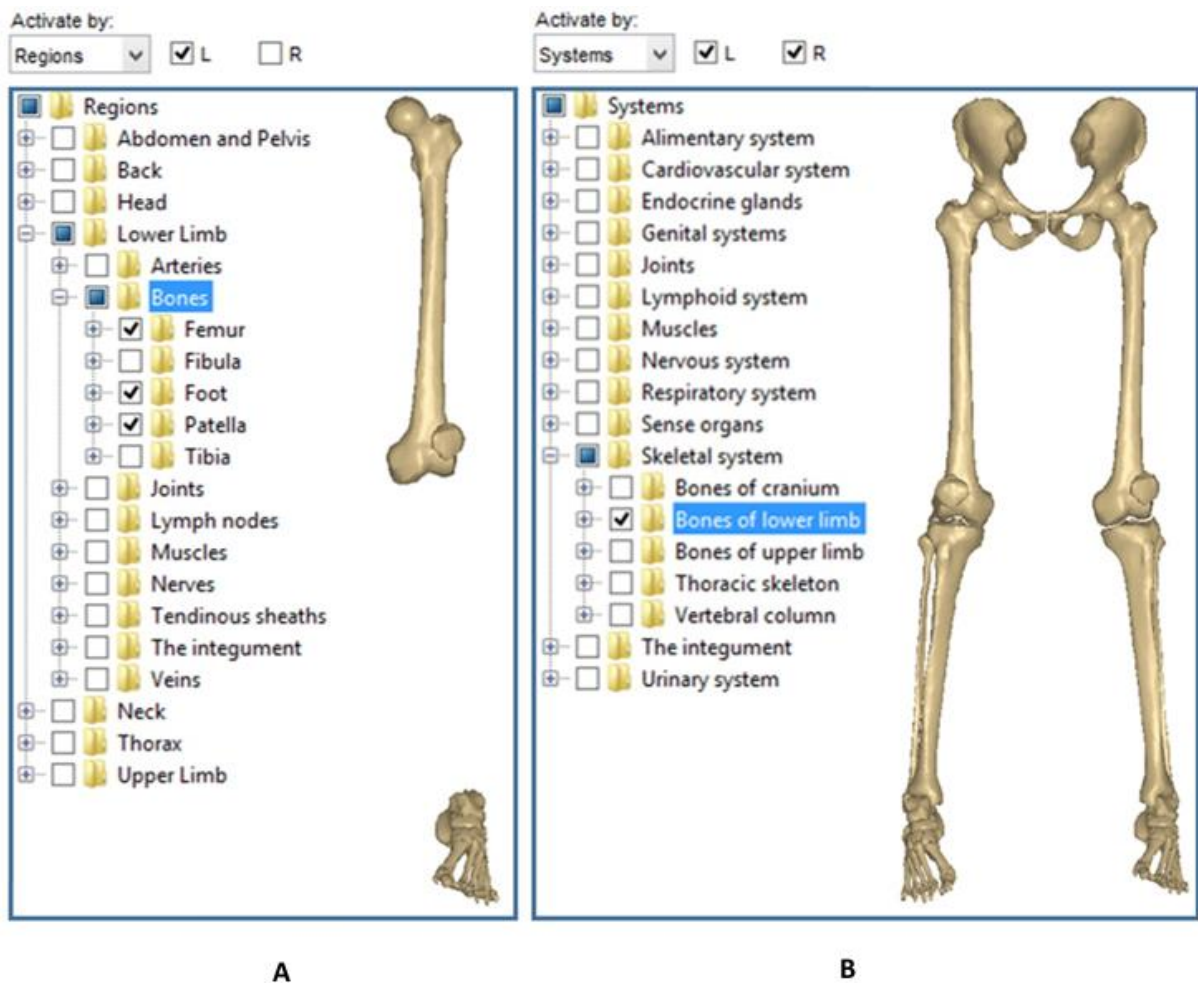 Activate by:
Regions L R
Regions
Abdomen and Pelvis
Back
Head
Lower Limb
Arteries
Bones
Femur
Fibula
Foot
Patella
Tibia
Joints
Lymph nodes
Muscles
Nerves
Tendinous sheaths
The integument
Veins
Neck
Thorax
Upper Limb
A
Activate by:
Systems L R
Systems
Alimentary system
Cardiovascular system
Endocrine glands
Genital systems
Joints
Lymphoid system
Muscles
Nervous system
Respiratory system
Sense organs
Skeletal system
Bones of cranium
Bones of lower limb
Bones of upper limb
Thoracic skeleton
Vertebral column
The integument
Urinary system
B